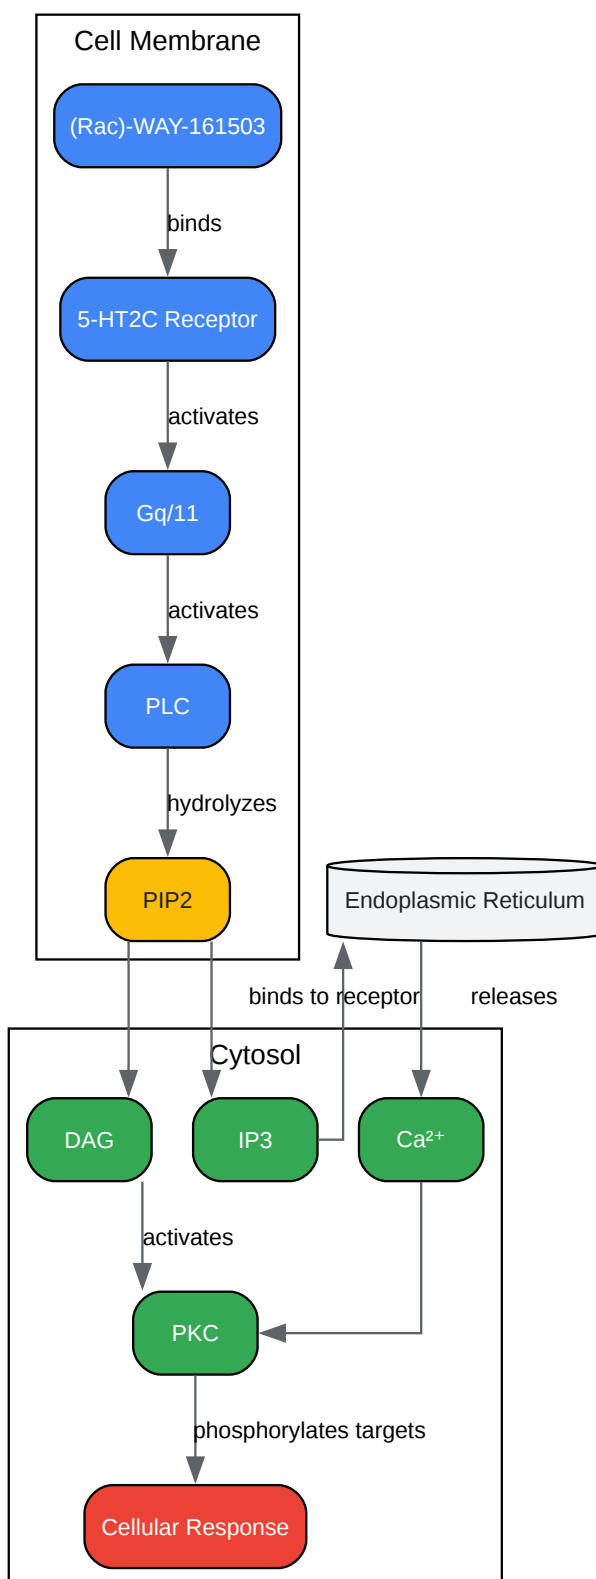 Cell Membrane
(Rac)-WAY-161503
binds
5-HT2C Receptor
activates
Gq/11
activates
PLC
hydrolyzes
PIP2
Endoplasmic Reticulum
binds to receptor
releases
Cytosol
DAG
IP3
Ca²⁺
activates
PKC
phosphorylates targets
Cellular Response